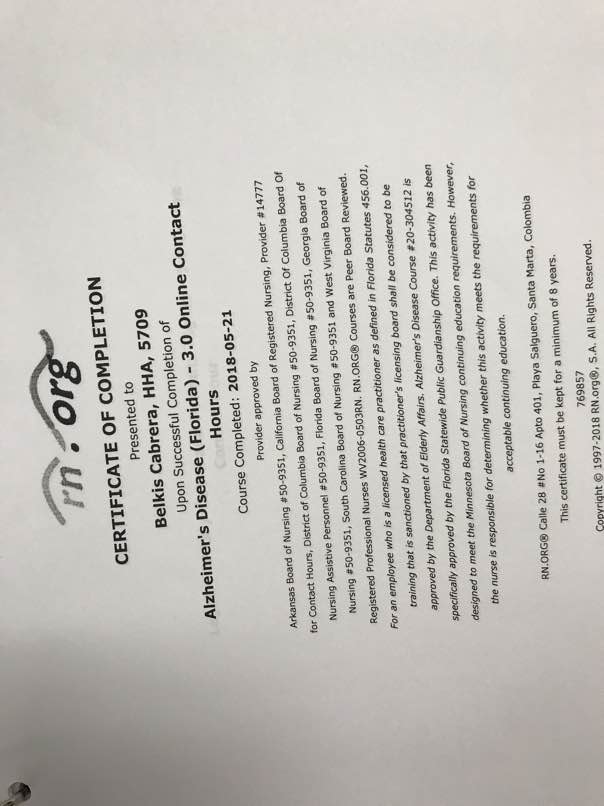 rn.org
CERTIFICATE OF COMPLETION
Presented to
Belkis Cabrera, HHA, 5709
Upon Successful Completion of
Alzheimer's Disease (Florida) - 3.0 Online Contact
Hours
Course Completed: 2018-05-21
Provider approved by
Arkansas Board of Nursing #50-9351, California Board of Registered Nursing, Provider #14777
for Contact Hours, District of Columbia Board of Nursing #50-9351, District Of Columbia Board Of
Nursing Assistive Personnel #50-9351, Florida Board of Nursing #50-9351, Georgia Board of
Nursing #50-9351, South Carolina Board of Nursing #50-9351 and West Virginia Board of
Registered Professional Nurses WV2006-0503RN. RN.ORG® Courses are Peer Board Reviewed.
For an employee who is a licensed health care practitioner as defined in Florida Statutes 456.001,
training that is sanctioned by that practitioner's licensing board shall be considered to be
approved by the Department of Elderly Affairs. Alzheimer's Disease Course #20-304512 is
specifically approved by the Florida Statewide Public Guardianship Office. This activity has been
designed to meet the Minnesota Board of Nursing continuing education requirements. However,
the nurse is responsible for determining whether this activity meets the requirements for
acceptable continuing education.
RN.ORG® Calle 28 #No 1-16 Apto 401, Playa Salguero, Santa Marta, Colombia
This certificate must be kept for a minimum of 8 years.
769857
Copyright © 1997-2018 RN.org®, S.A. All Rights Reserved.